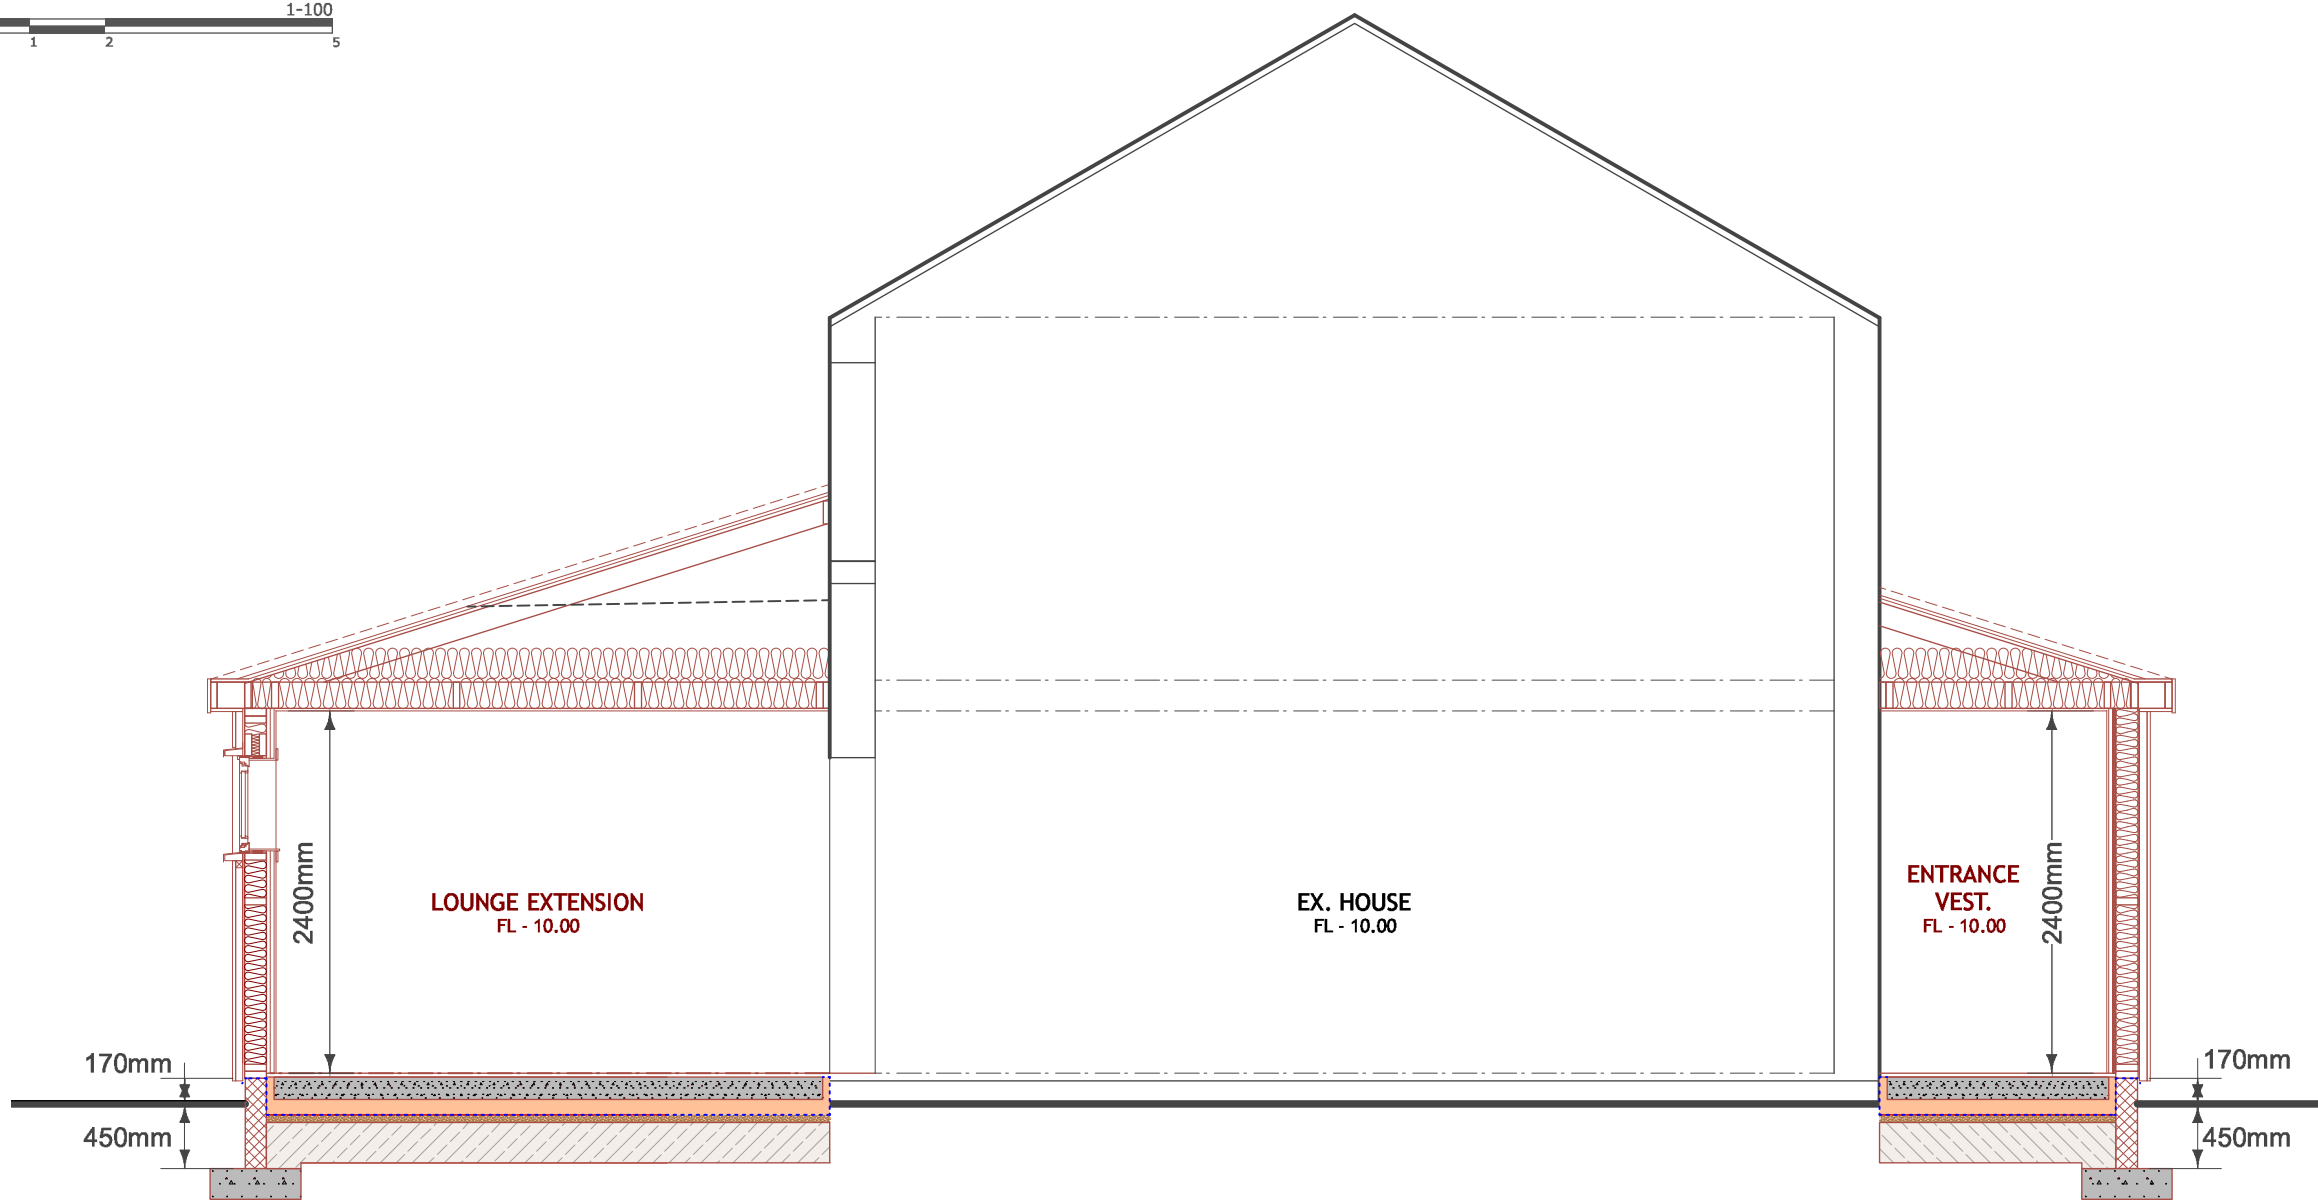 1-100
1 2 5
LOUNGE EXTENSION
FL - 10.00
2400mm
EX. HOUSE
FL - 10.00
ENTRANCE
VEST.
FL - 10.00
2400mm
170mm
450mm
170mm
450mm